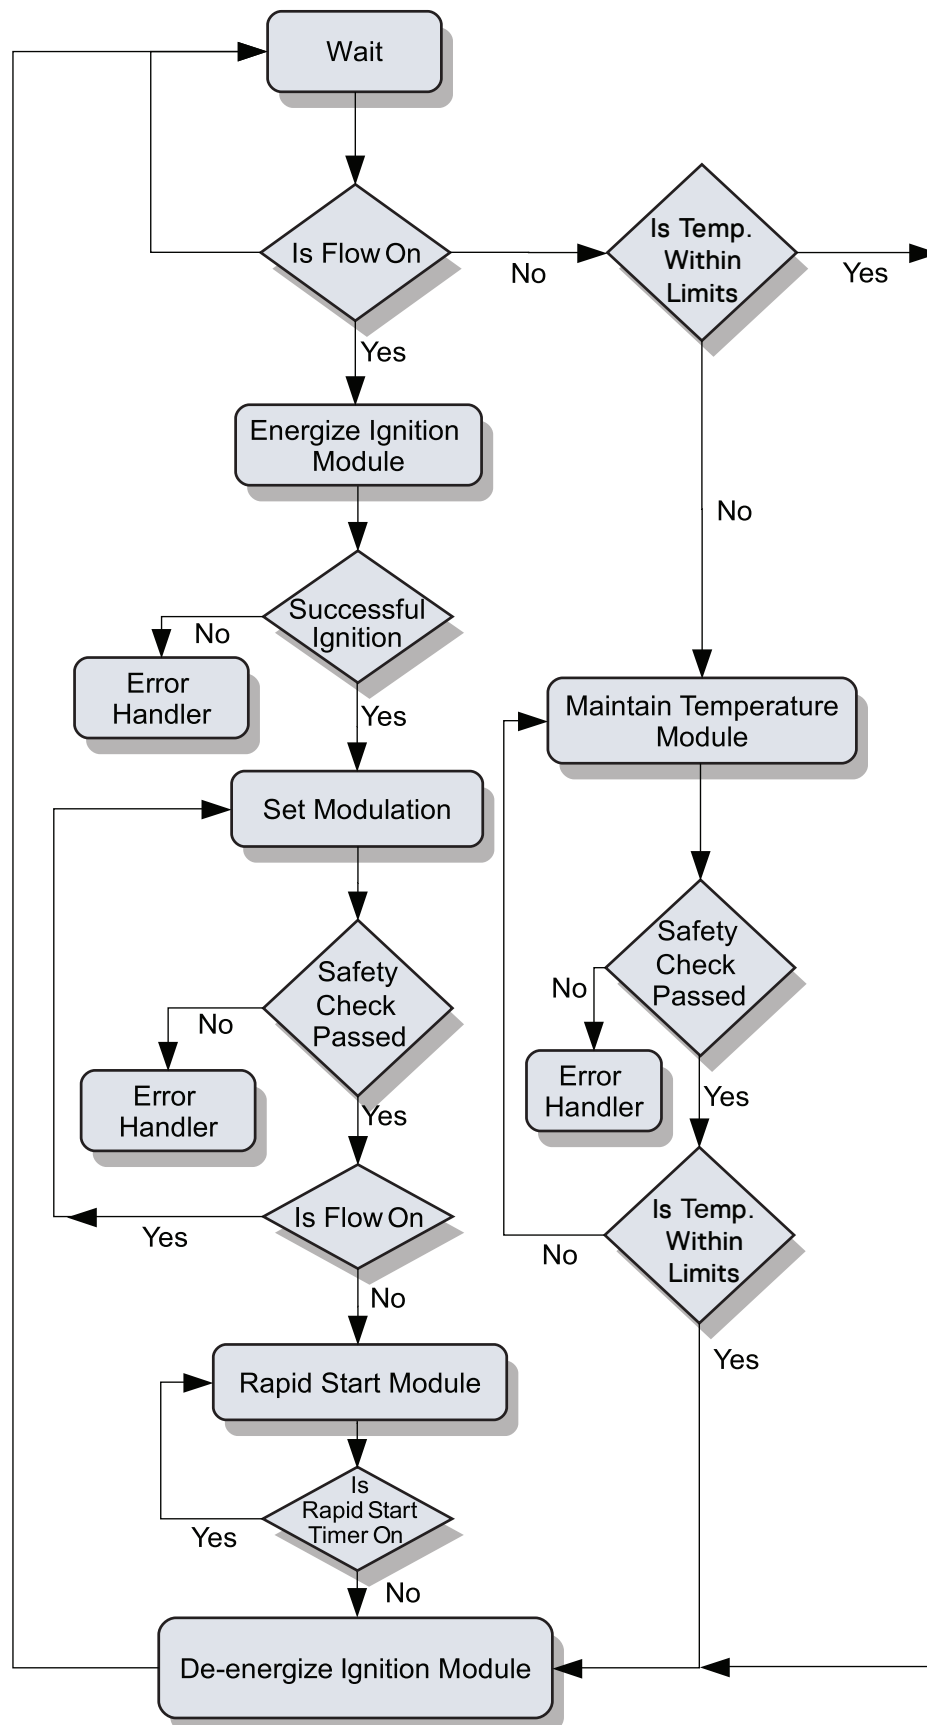 Wait
Is Flow On
No
Is Temp.
Within
Limits
Yes
Yes
Energize Ignition
Module
No
Successful
Ignition
No
Error
Handler
Yes
Maintain Temperature
Module
Set Modulation
Safety
Check
Passed
No
Error
Handler
Yes
Safety
Check
Passed
No
Error
Handler
Yes
Is Flow On
Yes
No
Is Temp.
Within
Limits
No
Yes
Rapid Start Module
Is
Rapid Start
Timer On
Yes
No
De-energize Ignition Module